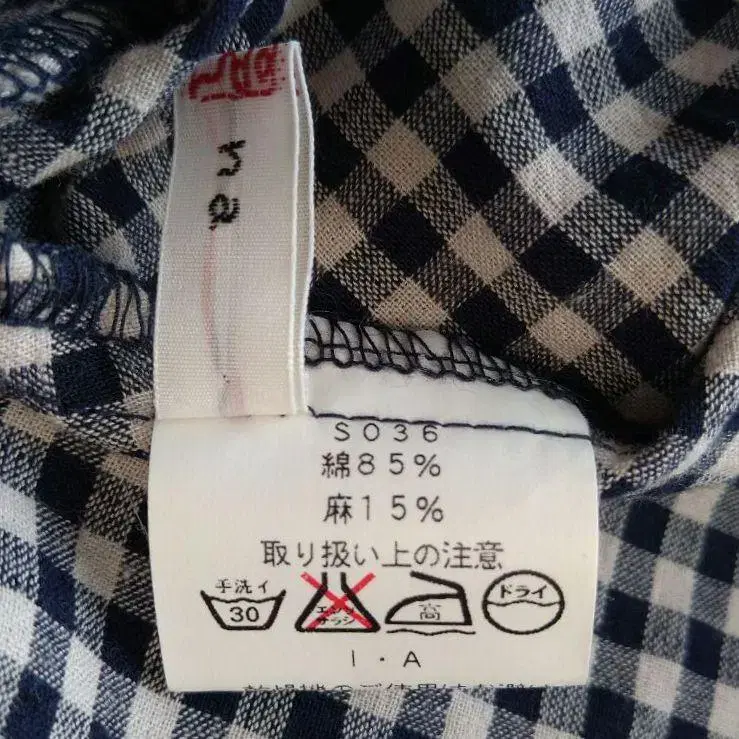 na
S036
綿85%
麻15%
取り扱い上の注意
手洗イ
30
エンソ
サラシ
高
ドライ
I・A